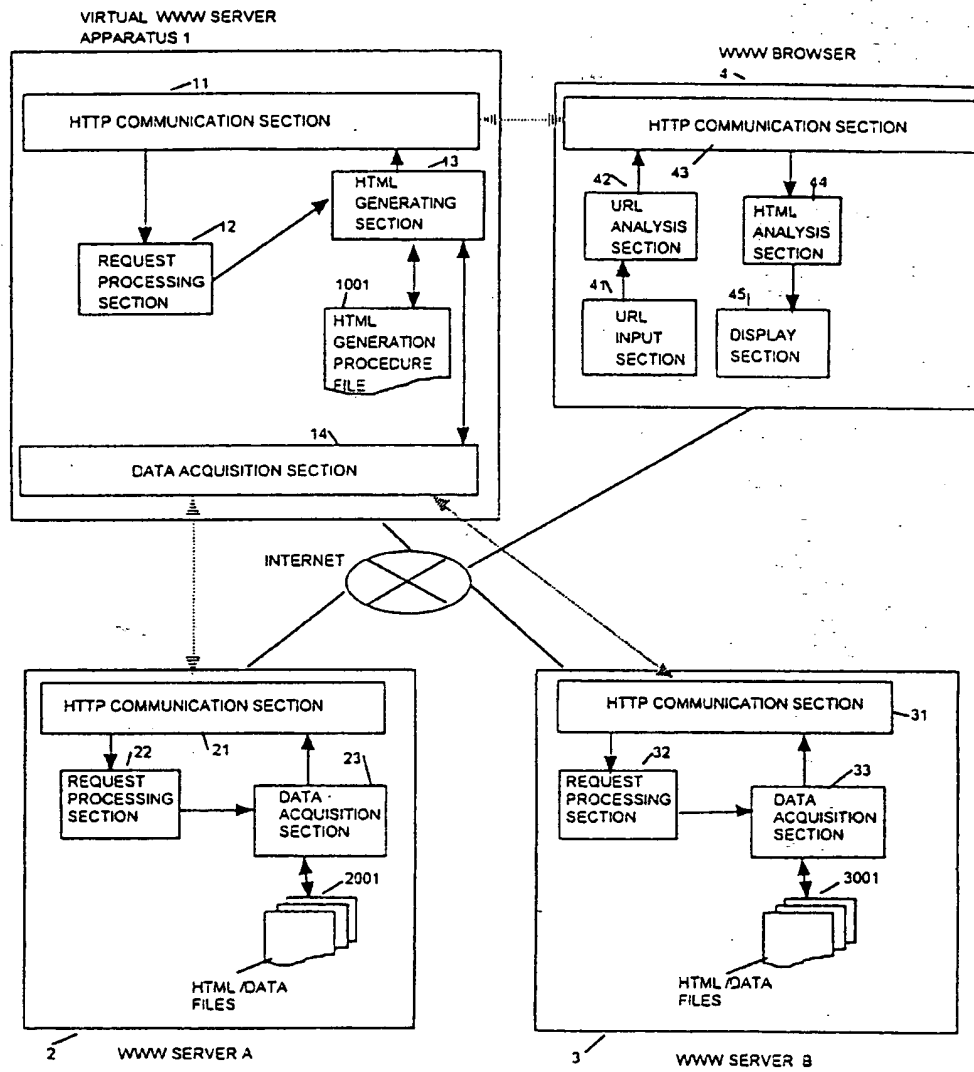 VIRTUAL WWW SERVER
APPARATUS 1
11
HTTP COMMUNICATION SECTION
13
HTML
GENERATING
SECTION
12
REQUEST
PROCESSING
SECTION
1001
HTML
GENERATION
PROCEDURE
FILE
14
DATA ACQUISITION SECTION
WWW BROWSER
4
HTTP COMMUNICATION SECTION
43
42
URL
ANALYSIS
SECTION
44
HTML
ANALYSIS
SECTION
41
URL
INPUT
SECTION
45
DISPLAY
SECTION
INTERNET
HTTP COMMUNICATION SECTION
21
22
REQUEST
PROCESSING
SECTION
23
DATA
ACQUISITION
SECTION
2001
HTML /DATA
FILES
2
WWW SERVER A
HTTP COMMUNICATION SECTION
31
32
REQUEST
PROCESSING
SECTION
33
DATA
ACQUISITION
SECTION
3001
HTML /DATA
FILES
3
WWW SERVER B